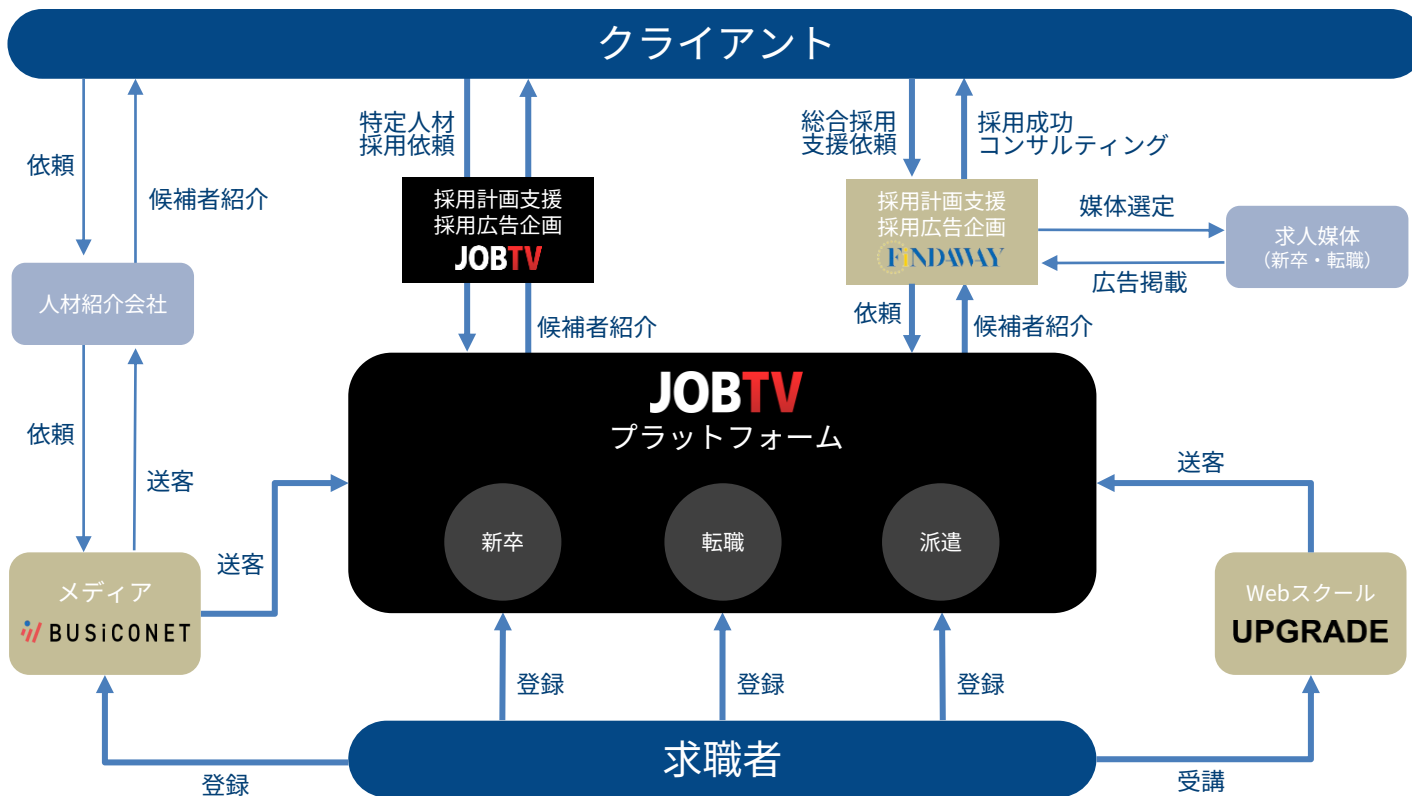 クライアント
依頼
候補者紹介
特定人材
採用依頼
総合採用
支援依頼
採用成功
コンサルティング
採用計画支援
採用広告企画
JOBTV
採用計画支援
採用広告企画
FiNDAWAY
媒体選定
広告掲載
求人媒体
（新卒・転職）
人材紹介会社
候補者紹介
依頼
候補者紹介
依頼
送客
JOBTV
プラットフォーム
新卒
転職
派遣
送客
送客
メディア
BUSiCONET
Webスクール
UPGRADE
登録
登録
登録
求職者
登録
受講